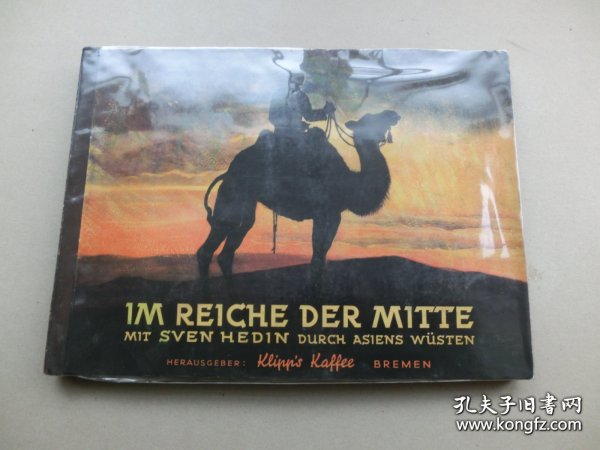 IM REICHE DER MITTE
MIT SVEN HEDIN DURCH ASIENS WÜSTEN
HERAUSGEBER: Klipp's Kaffee BREMEN
孔夫子旧书网
www.kongfz.com